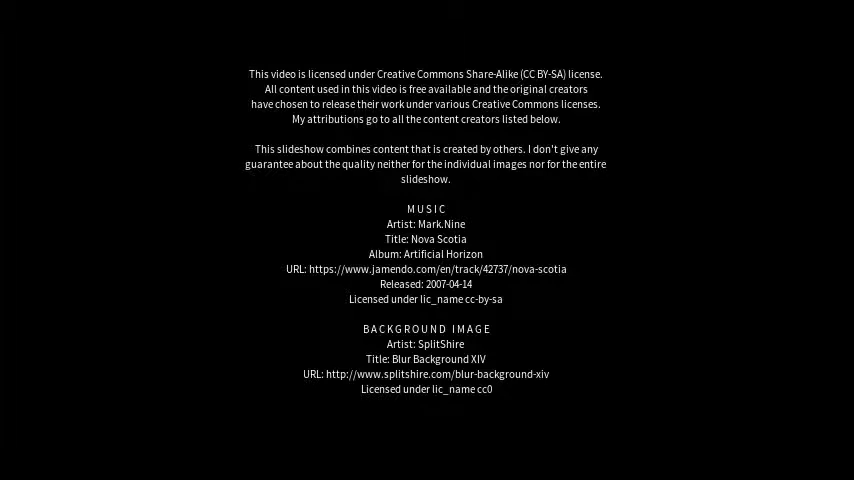 This video is licensed under Creative Commons Share-Alike (CC BY-SA) license.
All content used in this video is free available and the original creators
have chosen to release their work under various Creative Commons licenses.
My attributions go to all the content creators listed below.
This slideshow combines content that is created by others. I don't give any
guarantee about the quality neither for the individual images nor for the entire
slideshow.
MUSIC
Artist: Mark.Nine
Title: Nova Scotia
Album: Artificial Horizon
URL: https://www.jamendo.com/en/track/42737/nova-scotia
Released: 2007-04-14
Licensed under lic_name cc-by-sa
BACKGROUND IMAGE
Artist: SplitShire
Title: Blur Background XIV
URL: http://www.splitshire.com/blur-background-xiv
Licensed under lic_name cc0